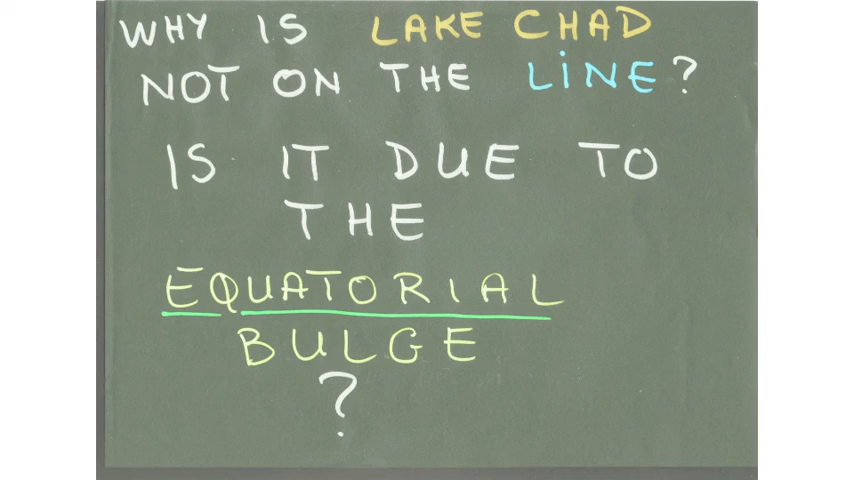 WHY IS LAKE CHAD
NOT ON THE LiNE?
IS IT DUE TO
THE
EQUATORIAL
BULGE
?